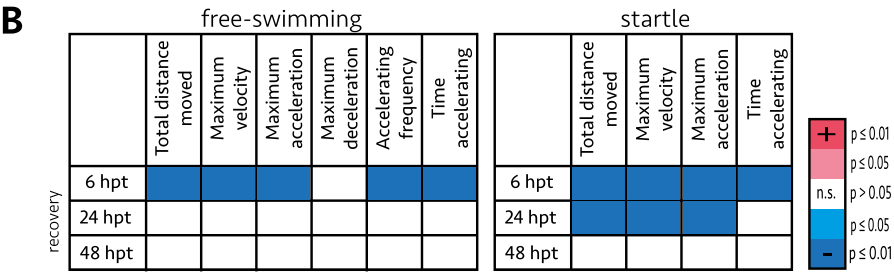 B
free-swimming
startle
Total distance
moved
Maximum
velocity
Maximum
acceleration
Maximum
deceleration
Accelerating
frequency
Time
accelerating
Total distance
moved
Maximum
velocity
Maximum
acceleration
Time
accelerating
recovery
6 hpt
24 hpt
48 hpt
6 hpt
24 hpt
48 hpt
+ p ≤ 0.01
p ≤ 0.05
n.s. p > 0.05
p ≤ 0.05
- p ≤ 0.01